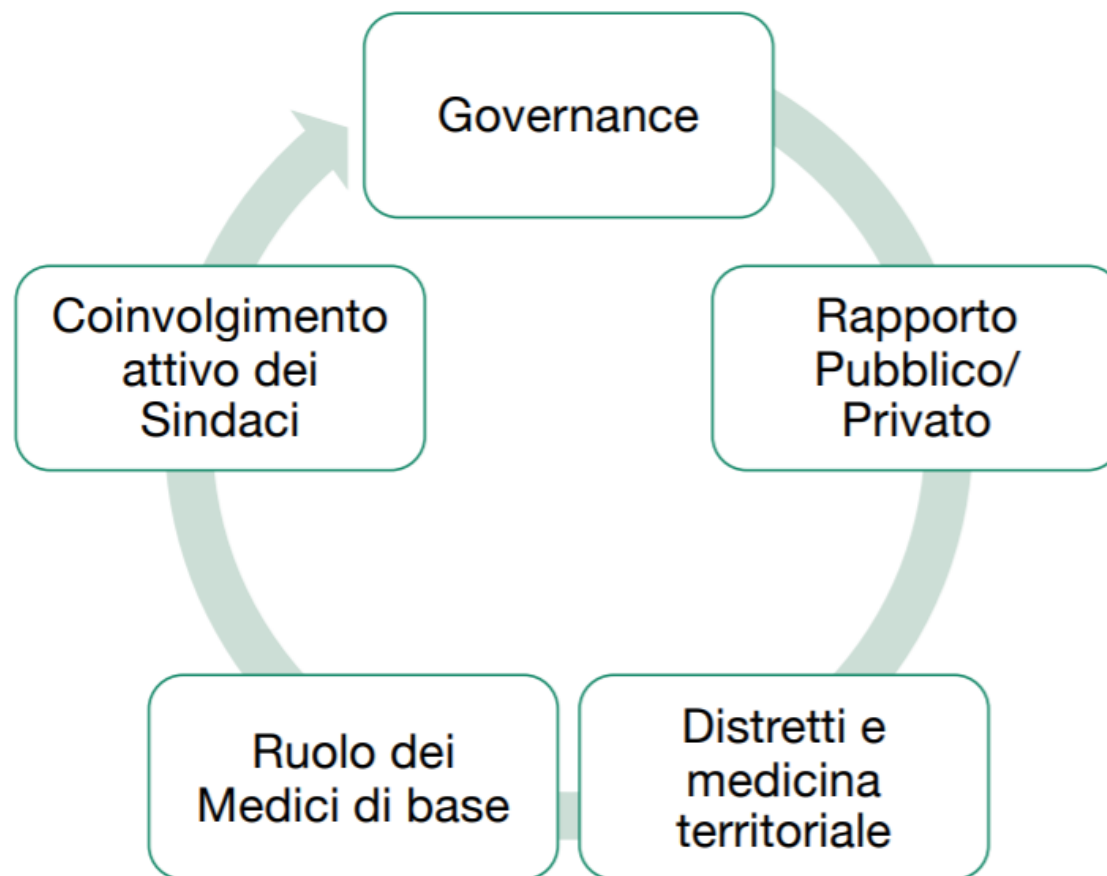 Governance
Rapporto
Pubblico/
Privato
Distretti e
medicina
territoriale
Ruolo dei
Medici di base
Coinvolgimento
attivo dei
Sindaci